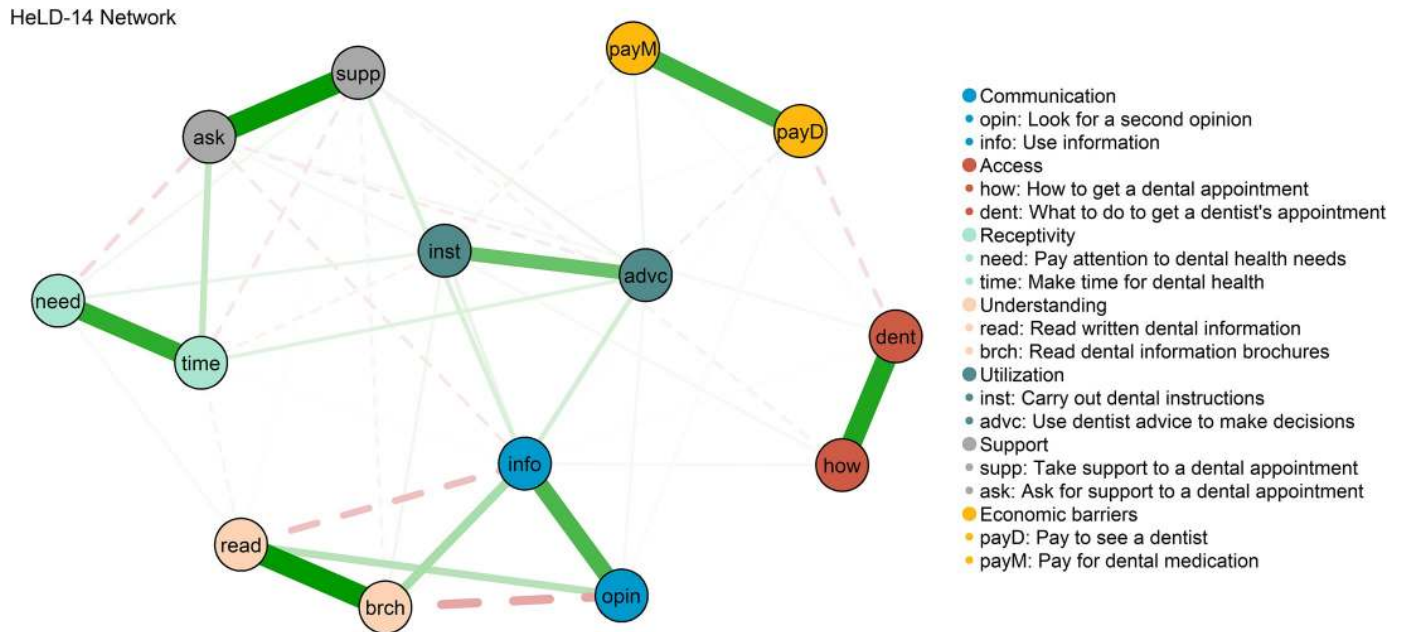 HeLD-14 Network
supp
payM
ask
payD
inst
advc
need
time
dent
how
info
read
brch
opin
Communication
opin: Look for a second opinion
info: Use information
Access
how: How to get a dental appointment
dent: What to do to get a dentist's appointment
Receptivity
need: Pay attention to dental health needs
time: Make time for dental health
Understanding
read: Read written dental information
brch: Read dental information brochures
Utilization
inst: Carry out dental instructions
advc: Use dentist advice to make decisions
Support
supp: Take support to a dental appointment
ask: Ask for support to a dental appointment
Economic barriers
payD: Pay to see a dentist
payM: Pay for dental medication